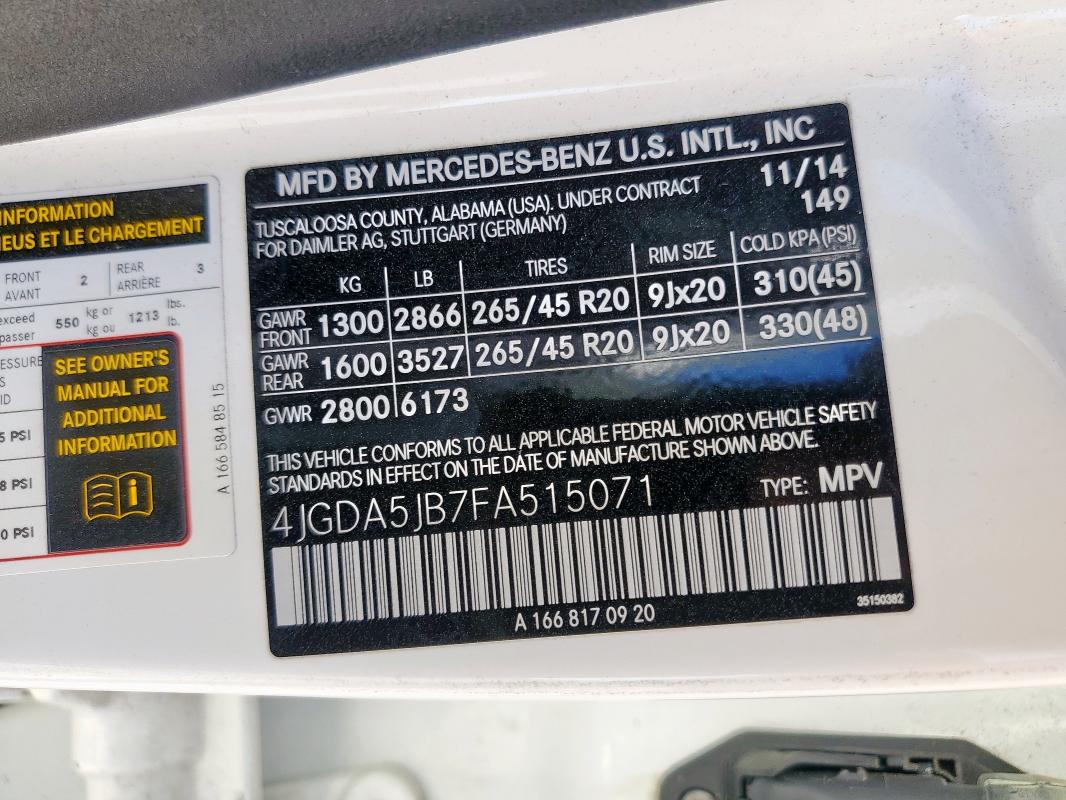 INFORMATION
NEUS ET LE CHARGEMENT
FRONT 2 REAR 3
AVANT ARRIÈRE
exceed 550 kg or 1213 lbs.
passer kg ou lb.
ESSURE
SEE OWNER'S
MANUAL FOR
ADDITIONAL
INFORMATION
5 PSI
8 PSI
0 PSI
A 166 584 85 15
MFD BY MERCEDES-BENZ U.S. INTL., INC
TUSCALOOSA COUNTY, ALABAMA (USA). UNDER CONTRACT 11/14
FOR DAIMLER AG, STUTTGART (GERMANY) 149
KG LB TIRES RIM SIZE COLD KPA (PSI)
GAWR FRONT 1300 2866 265/45 R20 9Jx20 310(45)
GAWR REAR 1600 3527 265/45 R20 9Jx20 330(48)
GVWR 2800 6173
THIS VEHICLE CONFORMS TO ALL APPLICABLE FEDERAL MOTOR VEHICLE SAFETY
STANDARDS IN EFFECT ON THE DATE OF MANUFACTURE SHOWN ABOVE.
4JGDA5JB7FA515071 TYPE: MPV
A 166 817 09 20
35150382